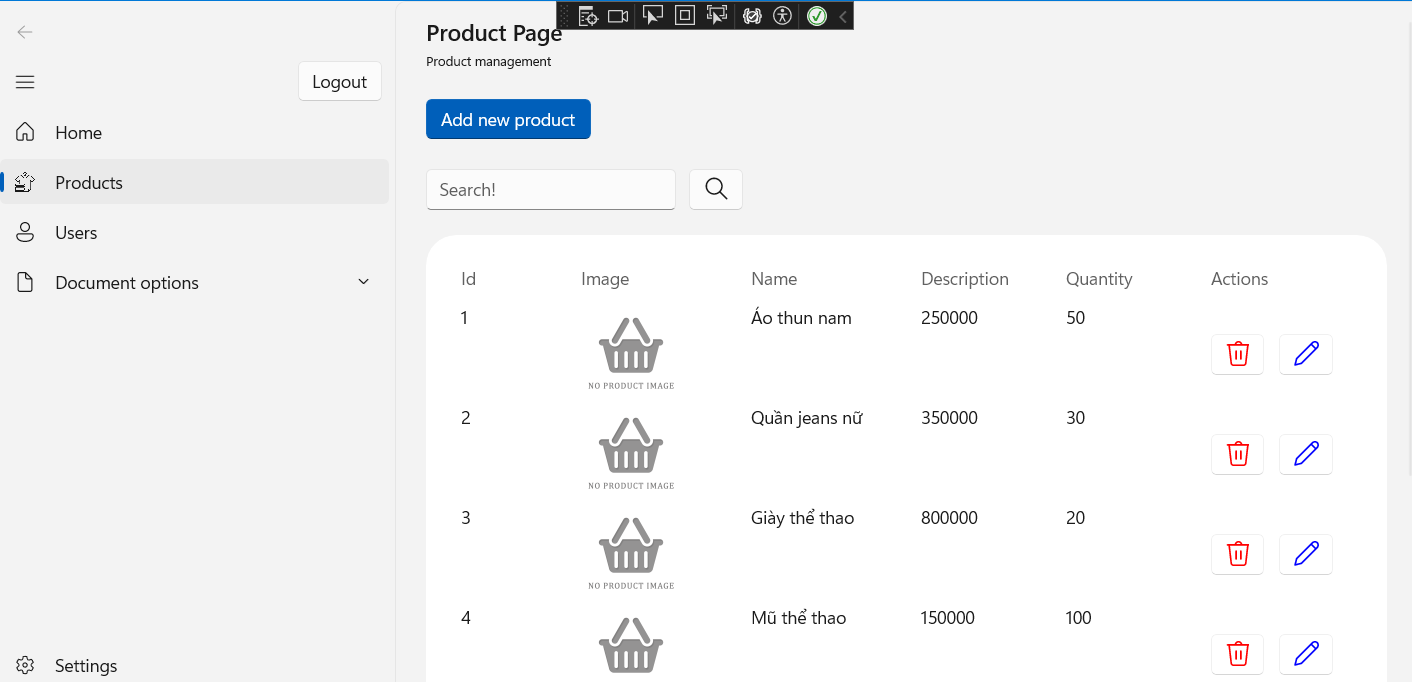 Product Page
Product management
Logout
Home
Products
Users
Document options
Settings
Add new product
Search!
Id Image Name Description Quantity Actions
1 Áo thun nam 250000 50
NO PRODUCT IMAGE
2 Quần jeans nữ 350000 30
NO PRODUCT IMAGE
3 Giày thể thao 800000 20
NO PRODUCT IMAGE
4 Mũ thể thao 150000 100